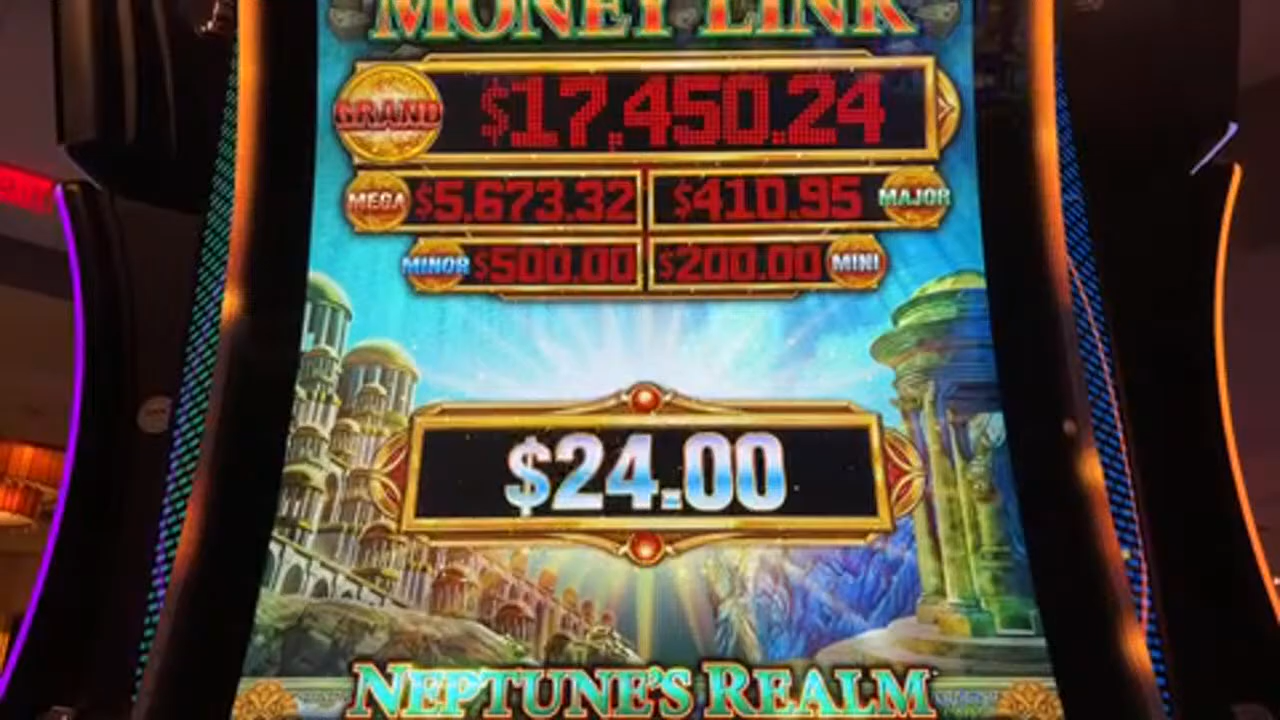 MONEY LINK
GRAND $17,450.24
MEGA $5,673.32 $410.95 MAJOR
MINOR $500.00 $200.00 MINI
$24.00
NEPTUNE'S REALM